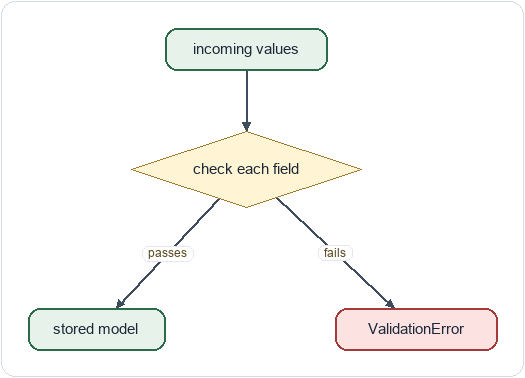 incoming values
check each field
passes
fails
stored model
ValidationError